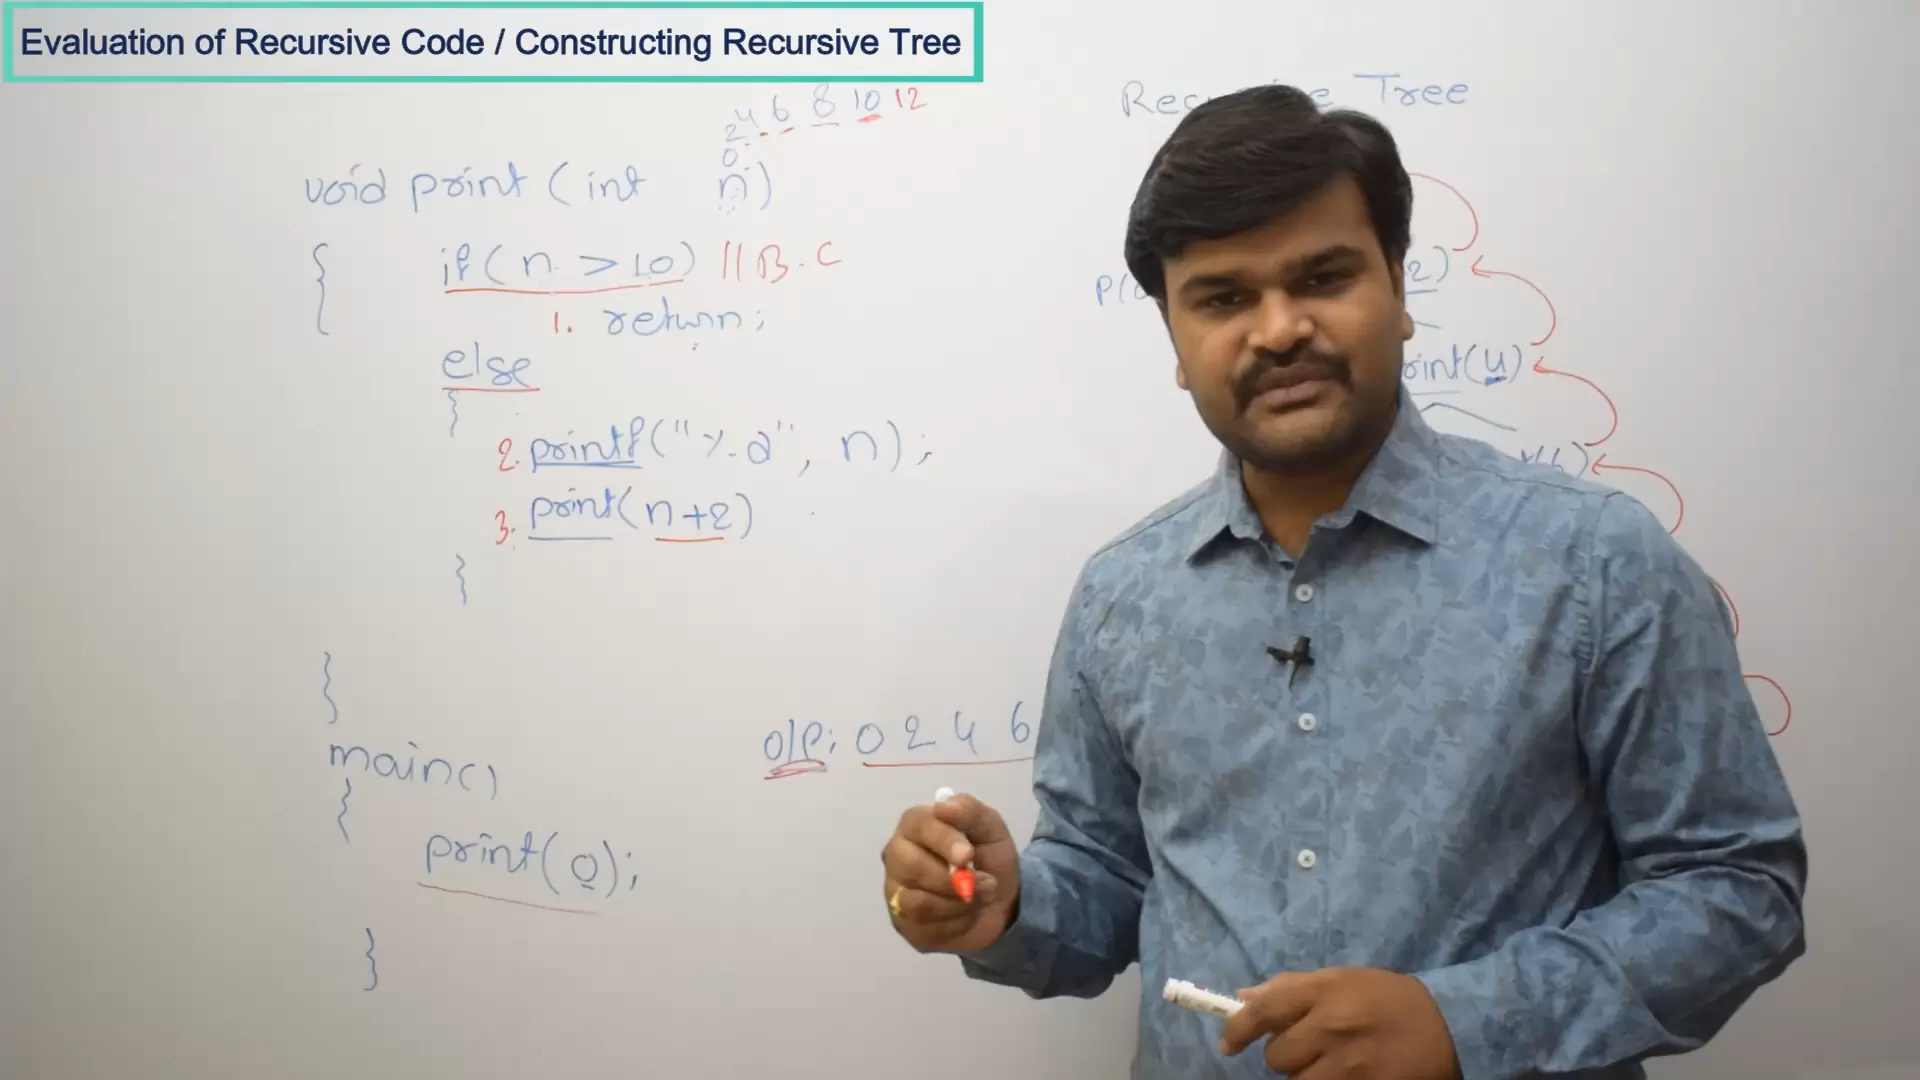 Evaluation of Recursive Code / Constructing Recursive Tree
4 6 8 10 12
2
0
void print ( int n )
{ if ( n > 10 ) || B.C
1. return ;
else
{
2. printf ( "%d" , n ) ;
3. print ( n+2 )
}
}
main ( )
{
print ( 0 ) ;
}
o/p: 0 2 4 6
Tree
2 )
print ( 4 )